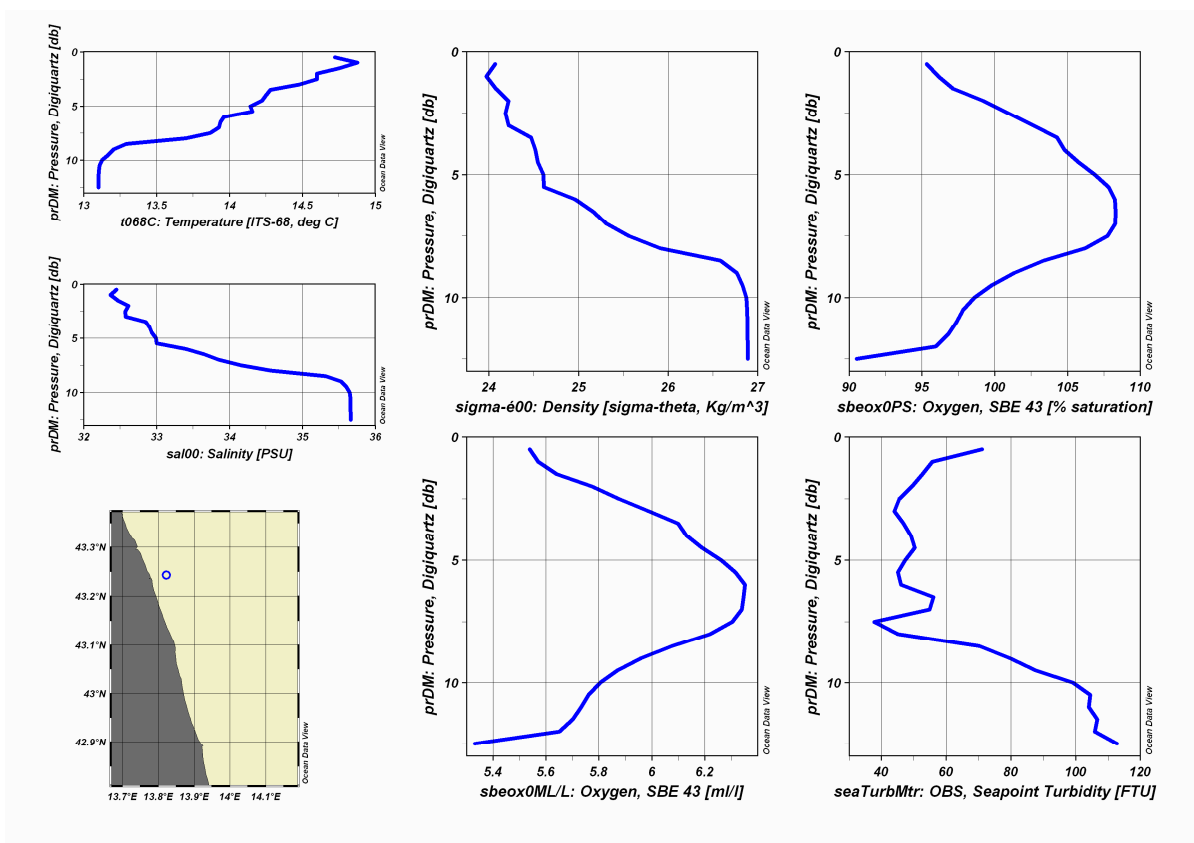 prDM: Pressure, Digiquartz [db]
0
5
10
13
13.5
14
14.5
15
t068C: Temperature [ITS-68, deg C]
Ocean Data View
prDM: Pressure, Digiquartz [db]
0
5
10
32
33
34
35
36
sal00: Salinity [PSU]
Ocean Data View
43.3°N
43.2°N
43.1°N
43°N
42.9°N
13.7°E
13.8°E
13.9°E
14°E
14.1°E
Ocean Data View
prDM: Pressure, Digiquartz [db]
0
5
10
24
25
26
27
sigma-é00: Density [sigma-theta, Kg/m^3]
Ocean Data View
prDM: Pressure, Digiquartz [db]
0
5
10
5.4
5.6
5.8
6
6.2
sbeox0ML/L: Oxygen, SBE 43 [ml/l]
Ocean Data View
prDM: Pressure, Digiquartz [db]
0
5
10
90
95
100
105
110
sbeox0PS: Oxygen, SBE 43 [% saturation]
Ocean Data View
prDM: Pressure, Digiquartz [db]
0
5
10
40
60
80
100
120
seaTurbMtr: OBS, Seapoint Turbidity [FTU]
Ocean Data View